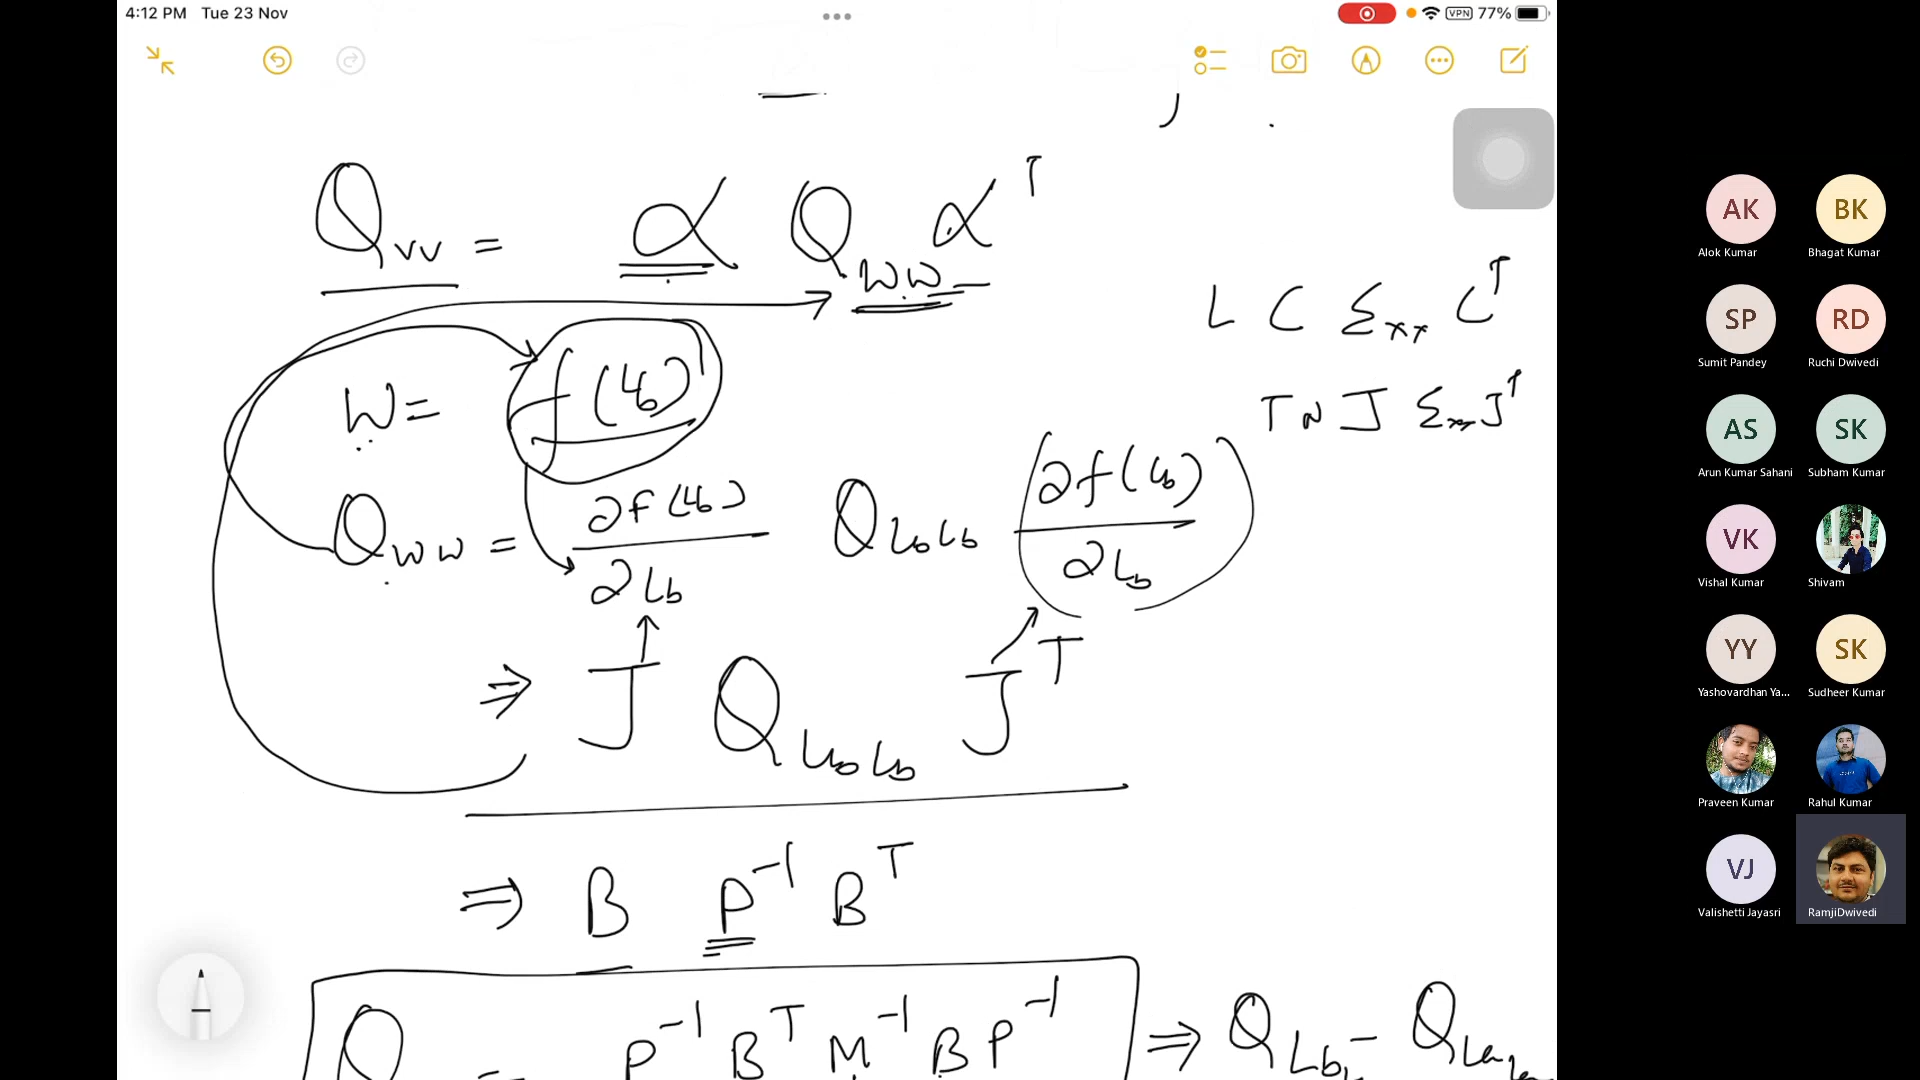 4:12 PM Tue 23 Nov
VPN 77%
Q_vv = α Q_ww α^T
L C Σ_xx C^T
W = f(Lb)
T N J Σ_xx J^T
Q_ww = ∂f(Lb)/∂Lb Q_LbLb (∂f(Lb)/∂Lb)
⇒ J Q_LbLb J^T
⇒ B P^-1 B^T
Q = P^-1 B^T M^-1 B P^-1 ⇒ Q_Lb - Q_La
AK
Alok Kumar
BK
Bhagat Kumar
SP
Sumit Pandey
RD
Ruchi Dwivedi
AS
Arun Kumar Sahani
SK
Subham Kumar
VK
Vishal Kumar
Shivam
YY
Yashovardhan Ya...
SK
Sudheer Kumar
Praveen Kumar
Rahul Kumar
VJ
Valishetti Jayasri
RamjiDwivedi